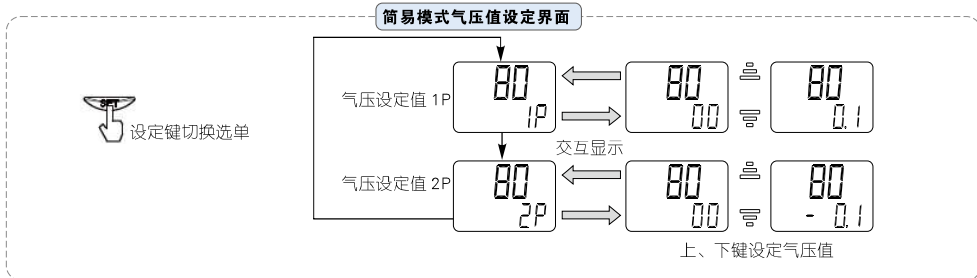 简易模式气压值设定界面
SET
设定键切换选单
气压设定值 1P
80
1P
80
00
80
0.1
交互显示
气压设定值 2P
80
2P
80
00
80
- 0.1
上、下键设定气压值